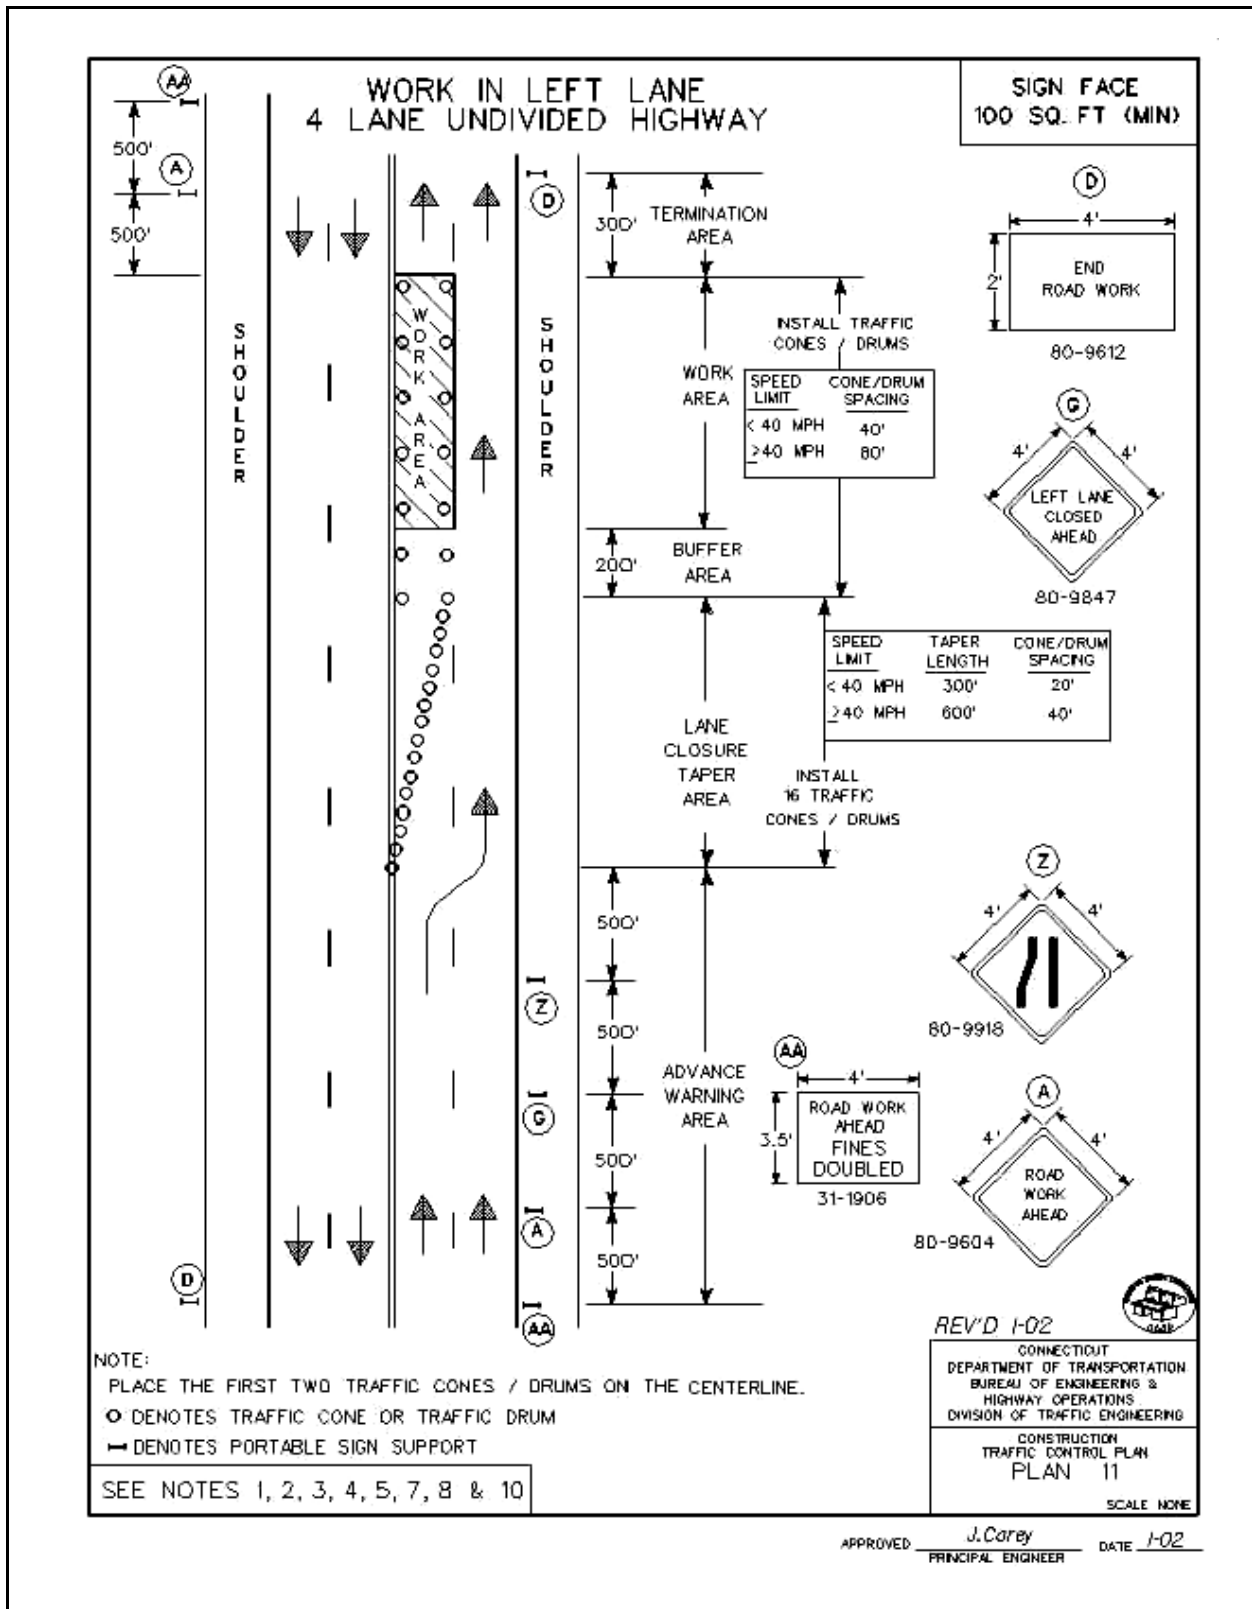 WORK IN LEFT LANE
4 LANE UNDIVIDED HIGHWAY
SIGN FACE
100 SQ. FT (MIN)
AA
500'
A
500'
D
300'
TERMINATION
AREA
D
4'
2'
END
ROAD WORK
80-9612
SHOULDER
WORK AREA
SHOULDER
WORK
AREA
INSTALL TRAFFIC
CONES / DRUMS
SPEED LIMIT CONE/DRUM SPACING
< 40 MPH 40'
≥40 MPH 80'
G
4' 4'
LEFT LANE
CLOSED
AHEAD
80-9847
200'
BUFFER
AREA
SPEED LIMIT TAPER LENGTH CONE/DRUM SPACING
< 40 MPH 300' 20'
≥40 MPH 600' 40'
LANE
CLOSURE
TAPER
AREA
INSTALL
16 TRAFFIC
CONES / DRUMS
500'
Z
500'
G
500'
A
500'
AA
D
ADVANCE
WARNING
AREA
Z
4' 4'
80-9918
AA
4'
3.5'
ROAD WORK
AHEAD
FINES
DOUBLED
31-1906
A
4' 4'
ROAD
WORK
AHEAD
80-9604
NOTE:
PLACE THE FIRST TWO TRAFFIC CONES / DRUMS ON THE CENTERLINE.
O DENOTES TRAFFIC CONE OR TRAFFIC DRUM
DENOTES PORTABLE SIGN SUPPORT
SEE NOTES 1, 2, 3, 4, 5, 7, 8 & 10
REV'D 1-02
CONNECTICUT
DEPARTMENT OF TRANSPORTATION
BUREAU OF ENGINEERING &
HIGHWAY OPERATIONS
DIVISION OF TRAFFIC ENGINEERING
CONSTRUCTION
TRAFFIC CONTROL PLAN
PLAN 11
SCALE NONE
APPROVED J. Carey DATE 1-02
PRINCIPAL ENGINEER